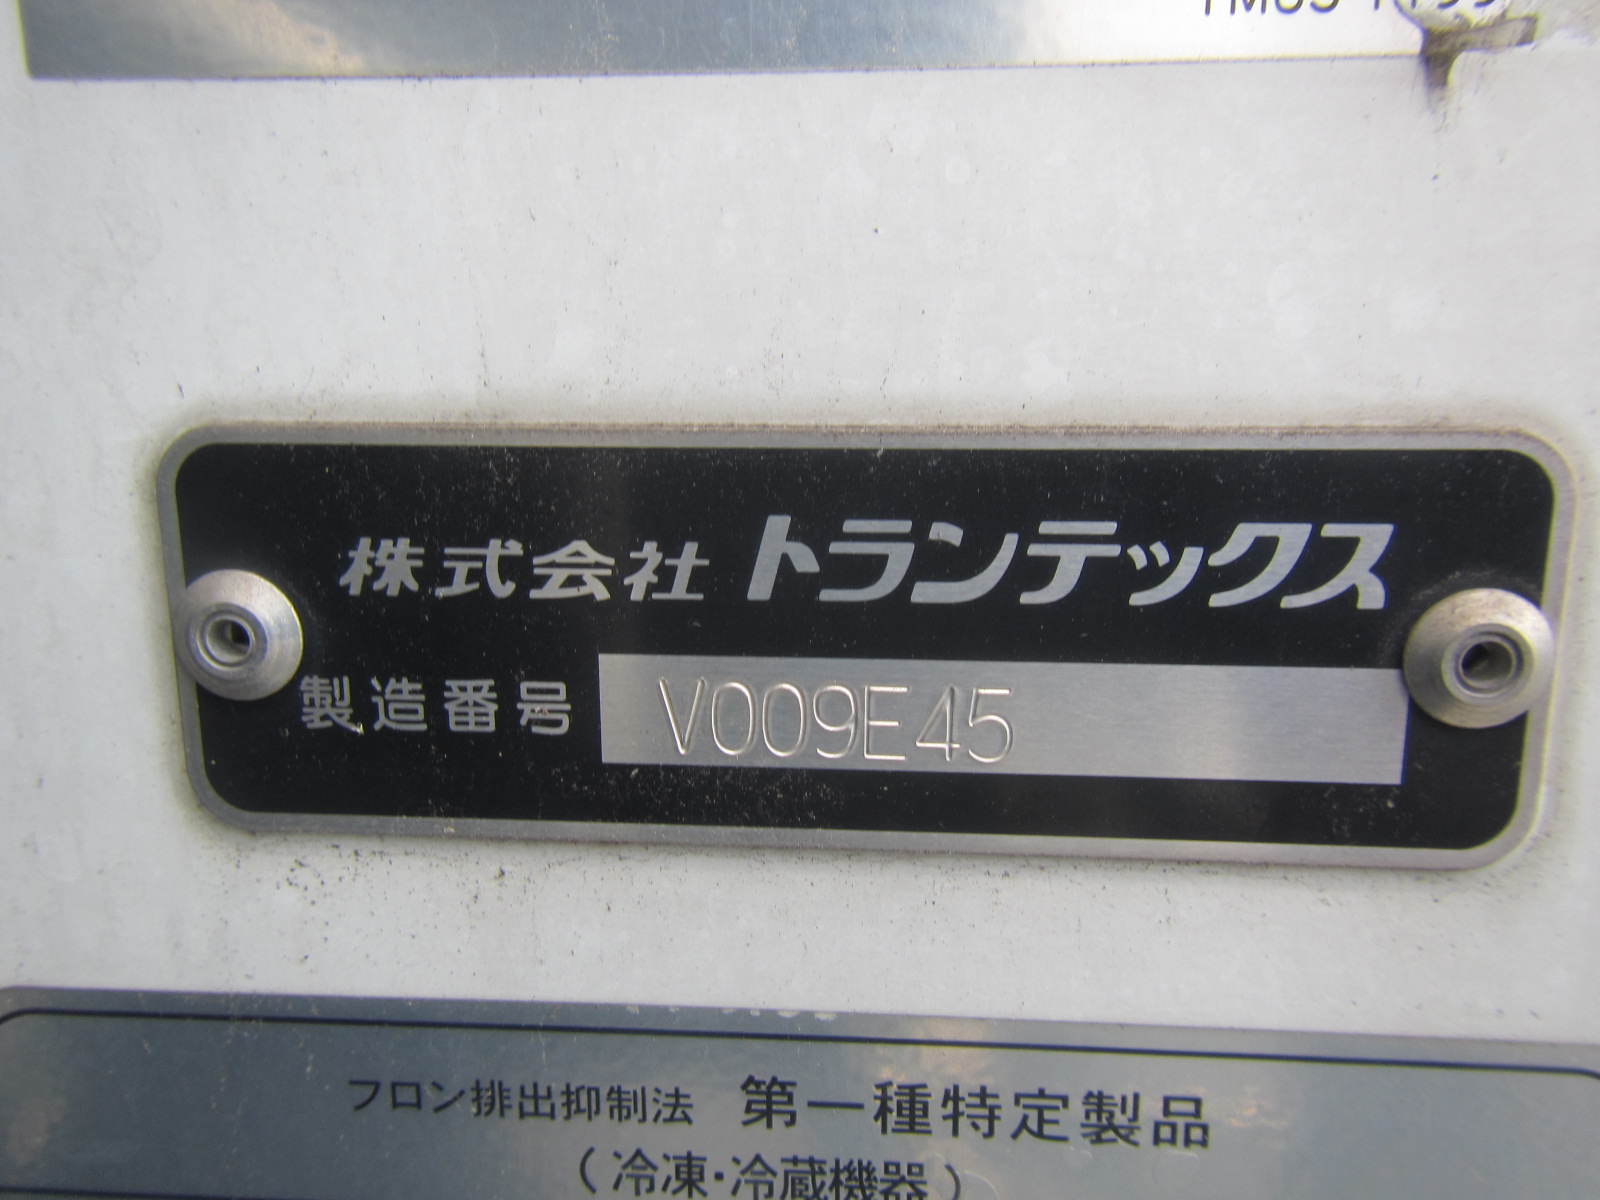 株式会社 トランテックス
製造番号 V009E45
フロン排出抑制法 第一種特定製品
(冷凍・冷蔵機器)